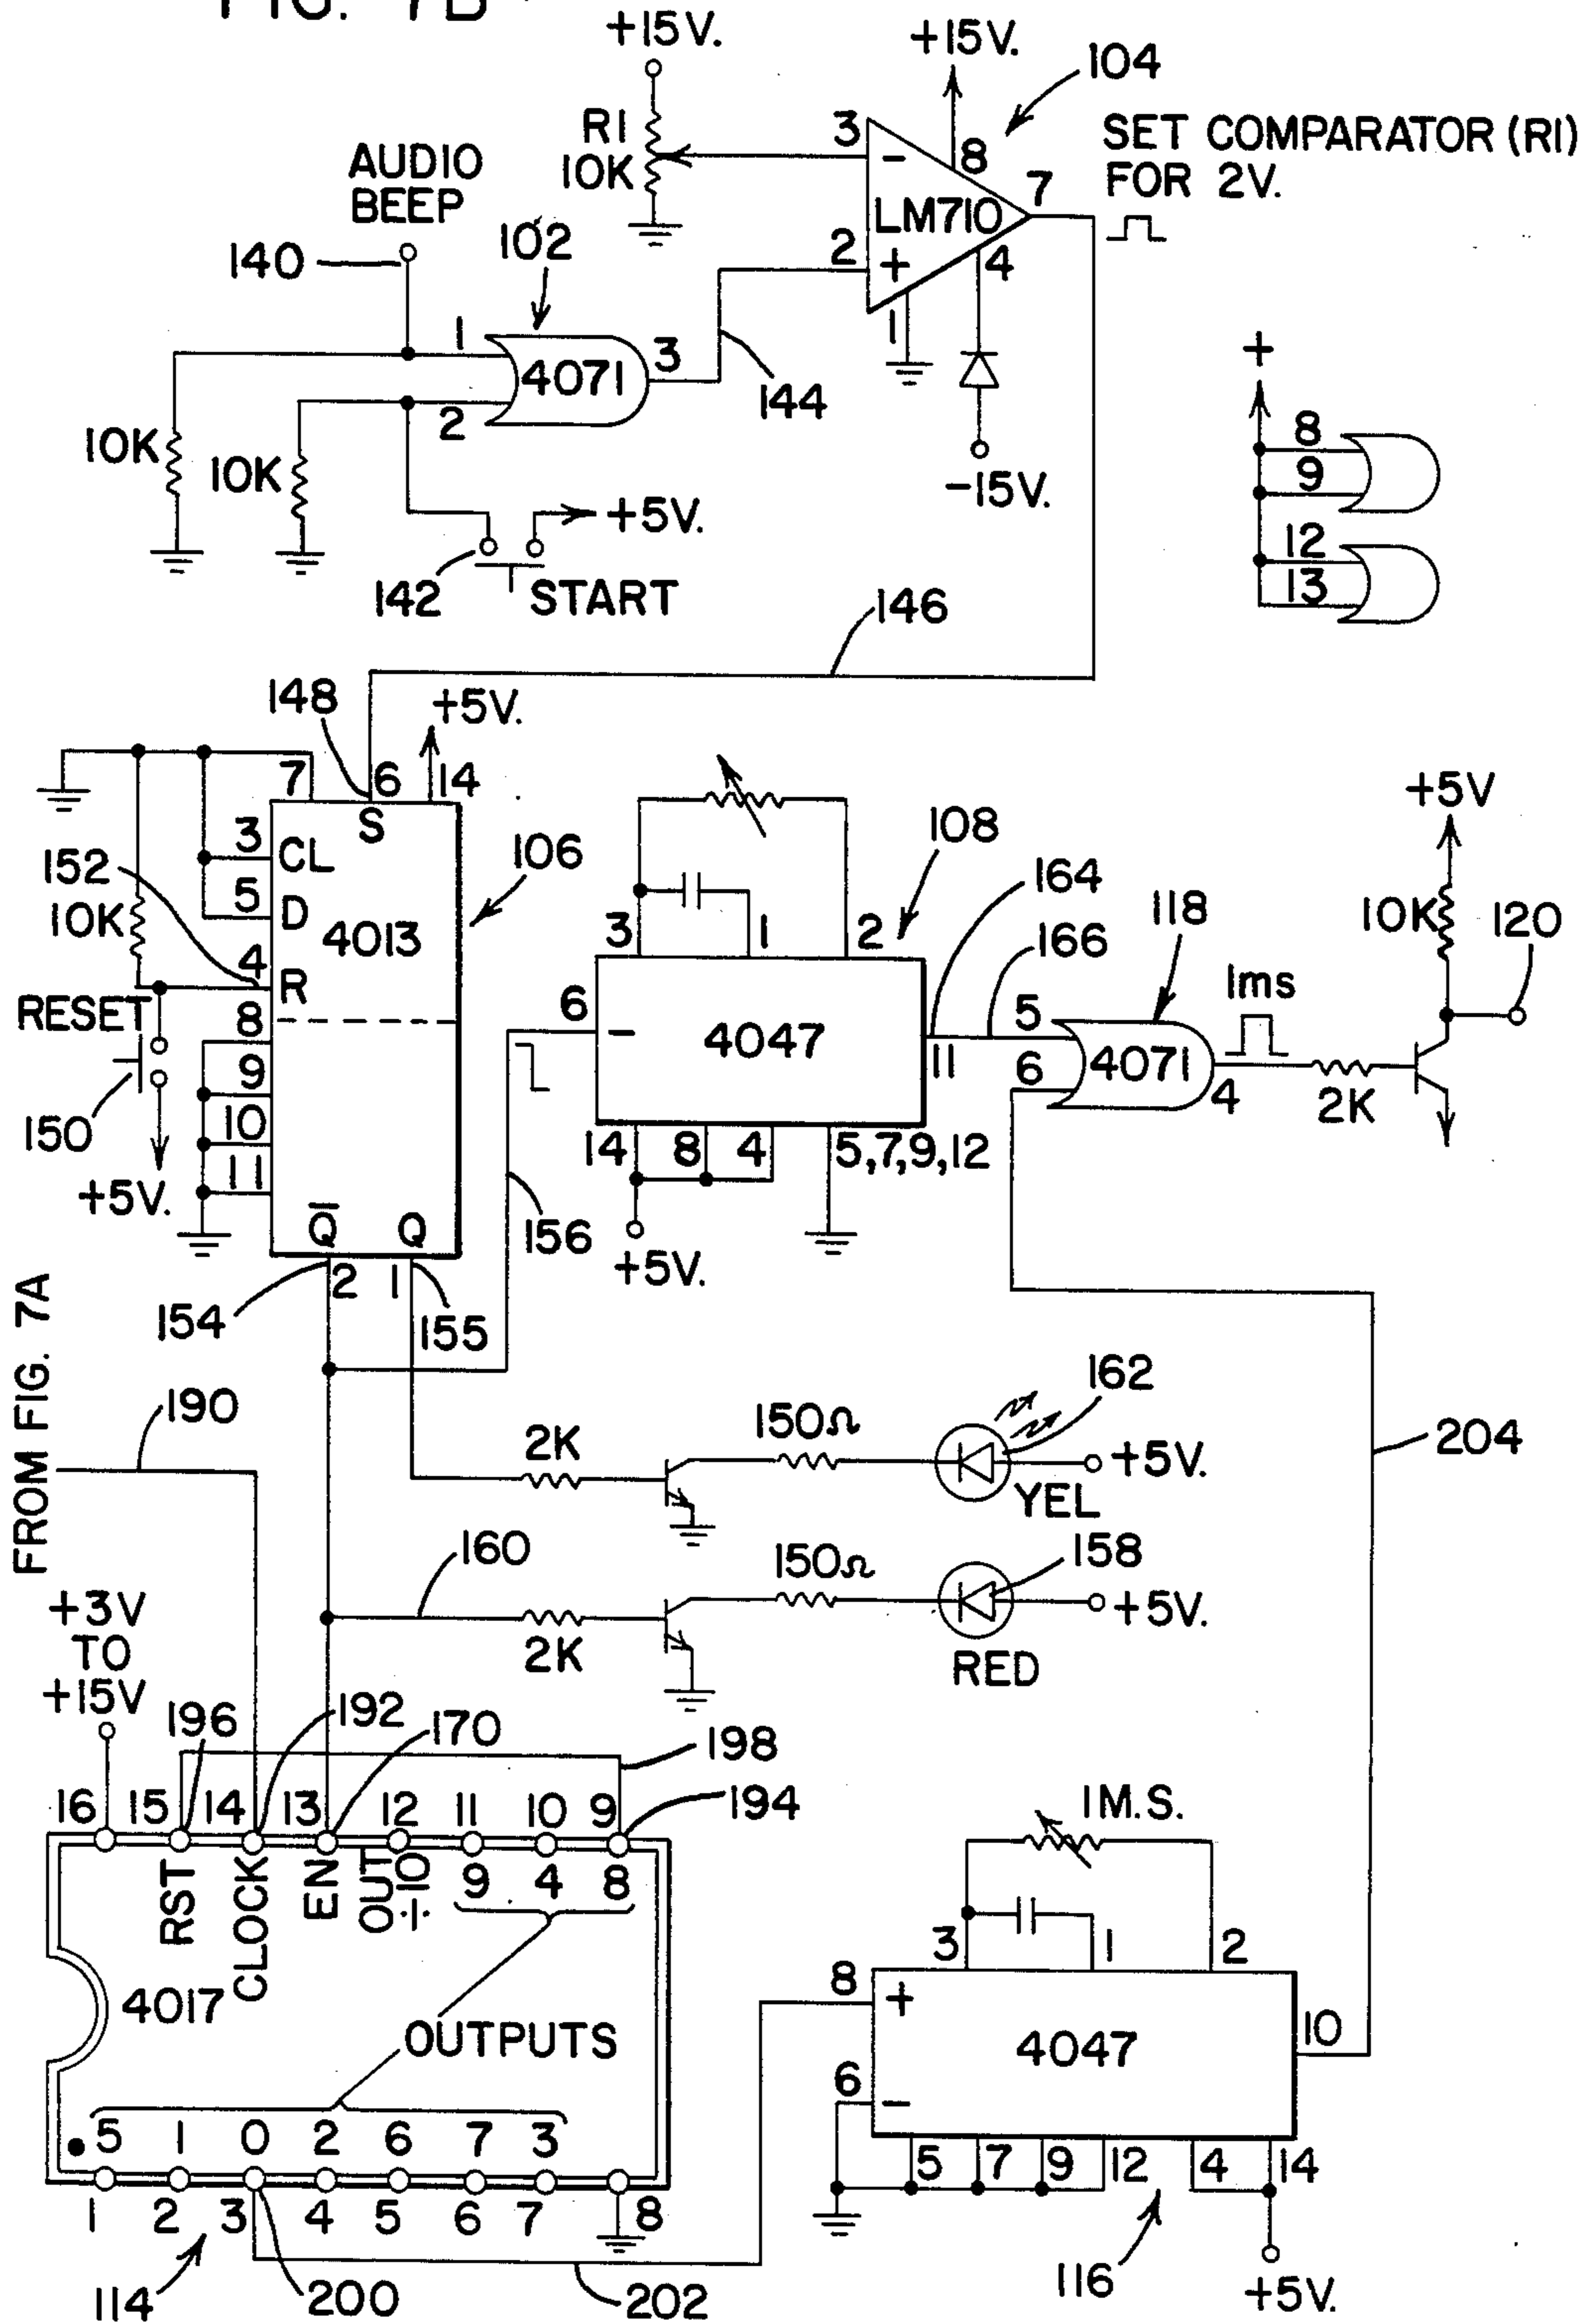 FIG. 7B
+15V.
+15V.
104
R1
10K
3
-
8
SET COMPARATOR (R1)
FOR 2V.
AUDIO
BEEP
LM710
7
140
102
2
+
4
1
1
4071
3
2
144
-15V.
10K
10K
+5V.
142
START
+
8
9
12
13
146
148
+5V.
7
6
14
S
3
CL
152
5
D
10K
4013
106
4
R
RESET
8
9
150
10
11
+5V.
Q̅
Q
2
1
154
155
156
108
3
1
2
6
-
4047
11
14
8
4
5,7,9,12
+5V.
164
166
118
5
6
4071
4
1ms
2K
+5V
10K
120
FROM FIG. 7A
190
2K
150Ω
162
+5V.
YEL
160
2K
150Ω
158
+5V.
RED
204
+3V
TO
+15V
196
192
170
198
194
16
15
14
13
12
11
10
9
RST
CLOCK
EN
OUT
÷10
9
4
8
4017
OUTPUTS
5
1
0
2
6
7
3
1
2
3
4
5
6
7
8
114
200
202
1M.S.
3
1
2
8
+
4047
10
6
-
5
7
9
12
4
14
116
+5V.